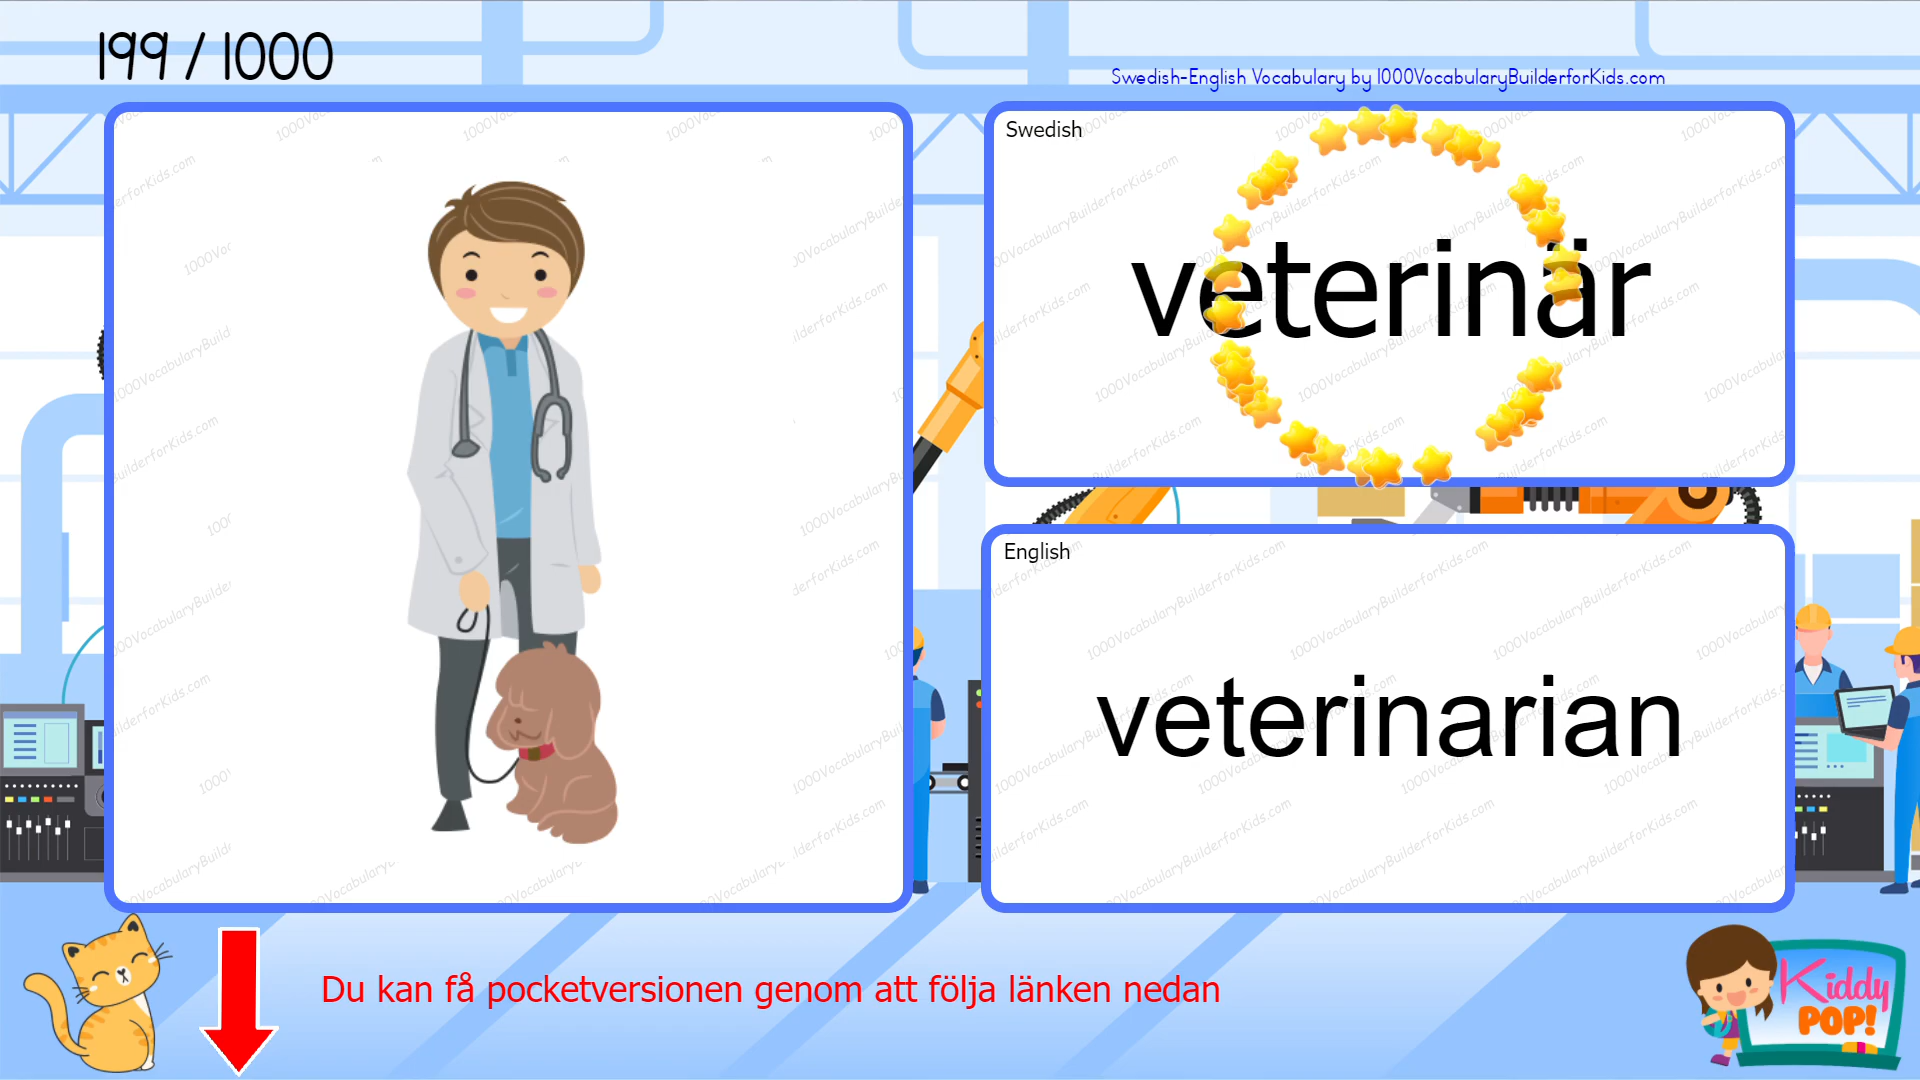 199 / 1000
Swedish-English Vocabulary by 1000VocabularyBuilderforKids.com
Swedish
veterinär
English
veterinarian
Du kan få pocketversionen genom att följa länken nedan
Kiddy
POP!